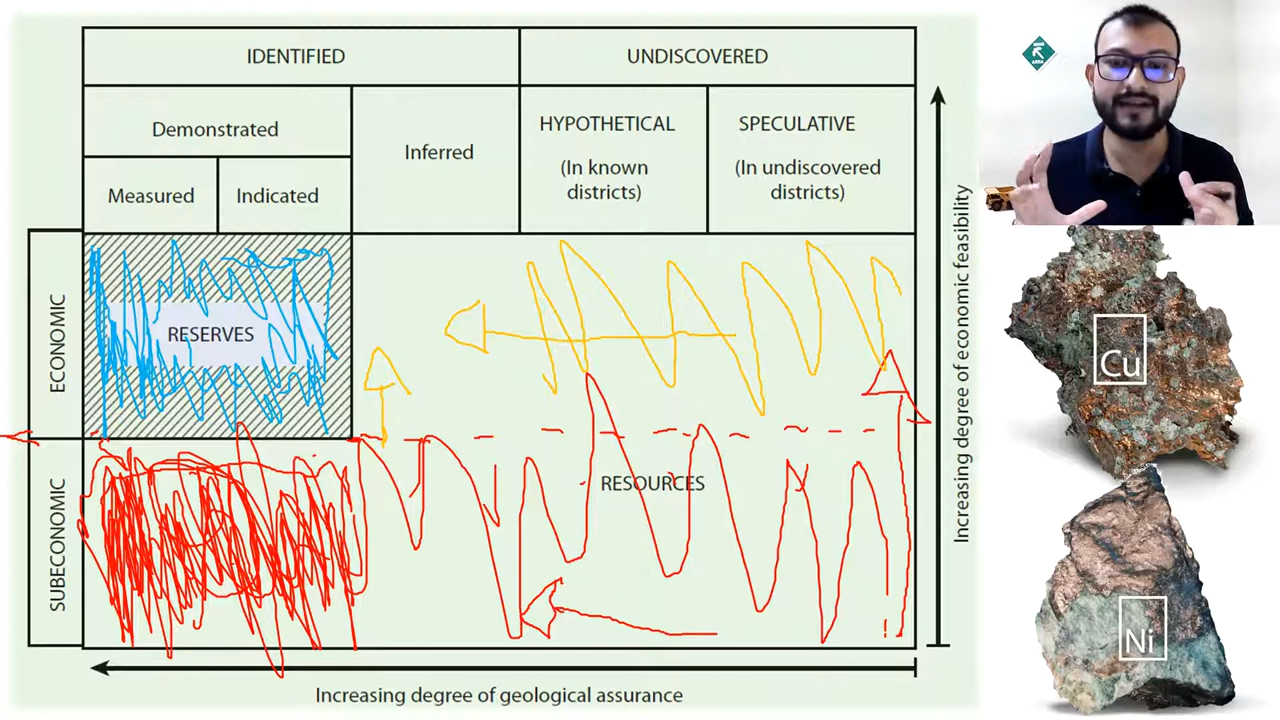 IDENTIFIED
UNDISCOVERED
Demonstrated
Inferred
HYPOTHETICAL
(In known
districts)
SPECULATIVE
(In undiscovered
districts)
Measured
Indicated
ECONOMIC
RESERVES
SUBECONOMIC
RESOURCES
Increasing degree of geological assurance
Increasing degree of economic feasibility
Cu
Ni